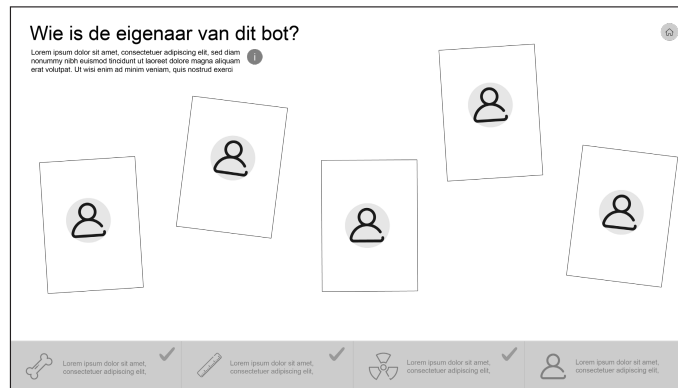 Wie is de eigenaar van dit bot?
Lorem ipsum dolor sit amet, consectetuer adipiscing elit, sed diam
nonummy nibh euismod tincidunt ut laoreet dolore magna aliquam
erat volutpat. Ut wisi enim ad minim veniam, quis nostrud exerci
i
Lorem ipsum dolor sit amet,
consectetuer adipiscing elit,
Lorem ipsum dolor sit amet,
consectetuer adipiscing elit,
Lorem ipsum dolor sit amet,
consectetuer adipiscing elit,
Lorem ipsum dolor sit amet,
consectetuer adipiscing elit,